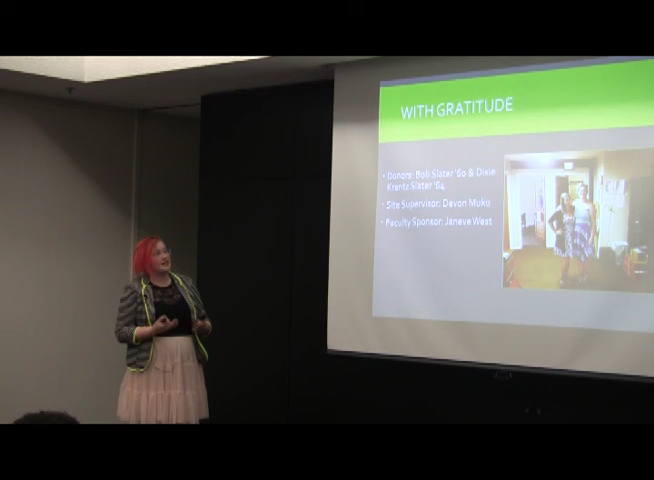 WITH GRATITUDE
• Donors: Bob Slater '60 & Dixie
Krantz Slater '64
• Site Supervisor: Devon Muko
• Faculty Sponsor: Janeve West